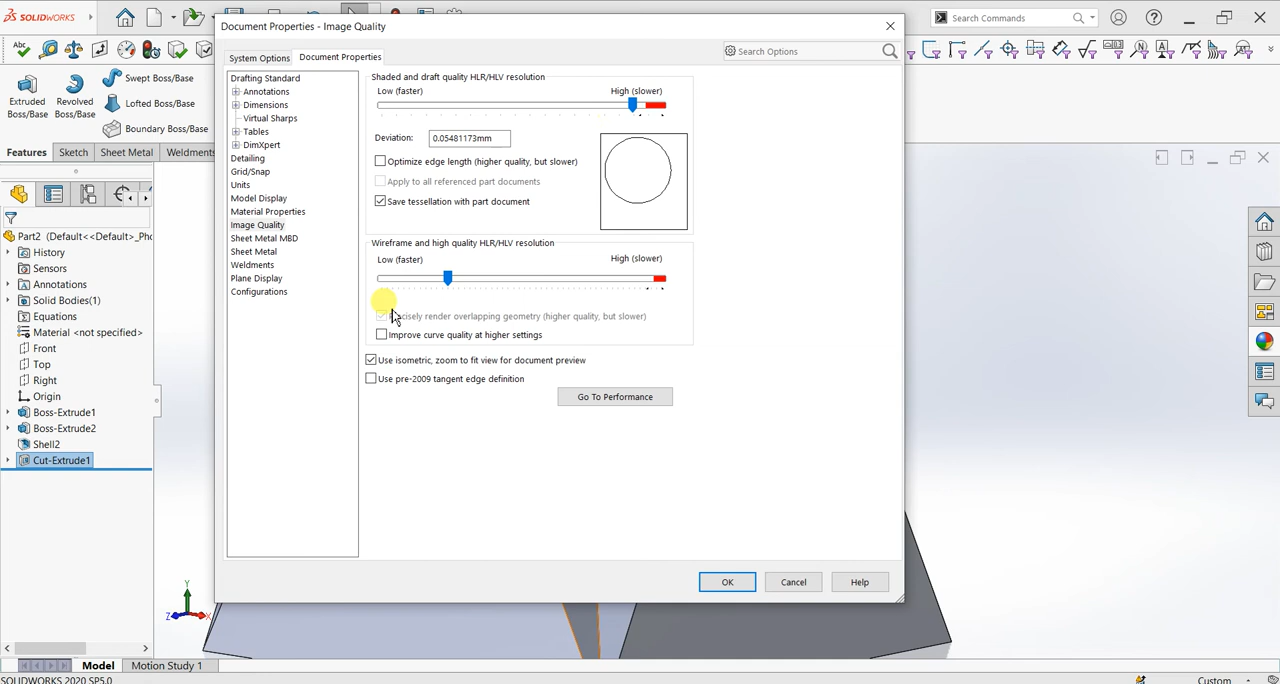 SOLIDWORKS
Search Commands
Document Properties - Image Quality
System Options
Document Properties
Search Options
Extruded Boss/Base
Revolved Boss/Base
Swept Boss/Base
Lofted Boss/Base
Boundary Boss/Base
Features
Sketch
Sheet Metal
Weldments
Part2 (Default<<Default>_Pho
History
Sensors
Annotations
Solid Bodies(1)
Equations
Material <not specified>
Front
Top
Right
Origin
Boss-Extrude1
Boss-Extrude2
Shell2
Cut-Extrude1
Drafting Standard
Annotations
Dimensions
Virtual Sharps
Tables
DimXpert
Detailing
Grid/Snap
Units
Model Display
Material Properties
Image Quality
Sheet Metal MBD
Sheet Metal
Weldments
Plane Display
Configurations
Shaded and draft quality HLR/HLV resolution
Low (faster)
High (slower)
Deviation:
0.05481173mm
Optimize edge length (higher quality, but slower)
Apply to all referenced part documents
Save tessellation with part document
Wireframe and high quality HLR/HLV resolution
Low (faster)
High (slower)
ecisely render overlapping geometry (higher quality, but slower)
Improve curve quality at higher settings
Use isometric, zoom to fit view for document preview
Use pre-2009 tangent edge definition
Go To Performance
OK
Cancel
Help
Y
Z
X
Model
Motion Study 1
SOLIDWORKS 2020 SP5.0
Custom